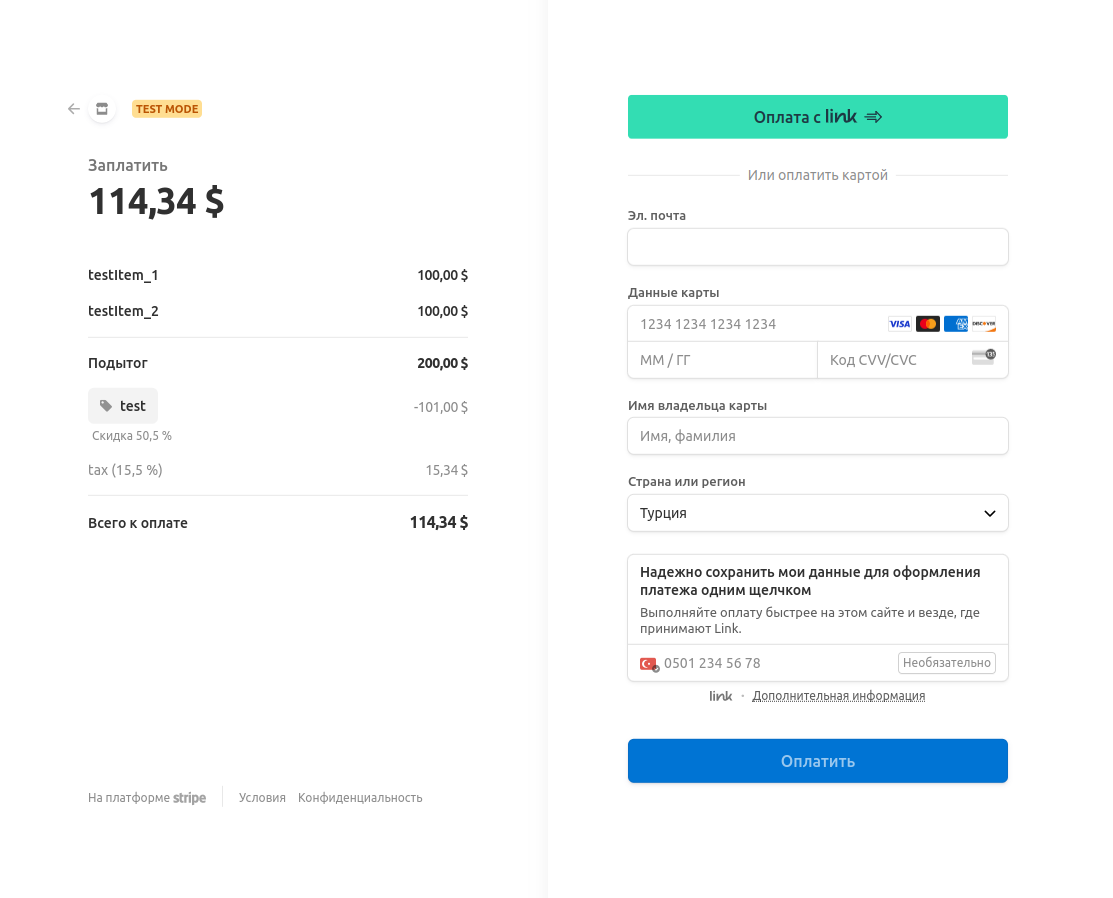 TEST MODE
Заплатить
114,34 $
testItem_1 100,00 $
testItem_2 100,00 $
Подытог 200,00 $
test -101,00 $
Скидка 50,5 %
tax (15,5 %) 15,34 $
Всего к оплате 114,34 $
На платформе stripe Условия Конфиденциальность
Оплата с link
Или оплатить картой
Эл. почта
Данные карты
1234 1234 1234 1234 VISA DISCOVER
ММ / ГГ Код CVV/CVC 135
Имя владельца карты
Имя, фамилия
Страна или регион
Турция
Надежно сохранить мои данные для оформления
платежа одним щелчком
Выполняйте оплату быстрее на этом сайте и везде, где
принимают Link.
0501 234 56 78 Необязательно
link · Дополнительная информация
Оплатить